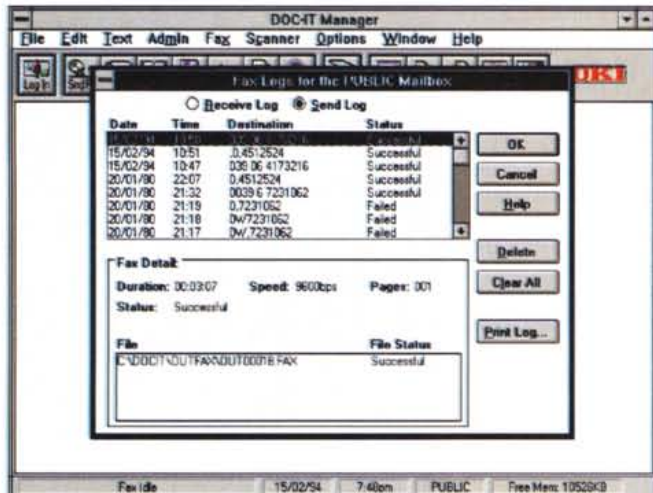 DOC-IT Manager
File Edit Text Admin Fax Scanner Options Window Help
Log In OKI
Fax Logs for the PUBLIC Mailbox
Receive Log Send Log
Date Time Destination Status
15/02/94 10:51 .0.4512524 Successful
15/02/94 10:47 039 06 4173216 Successful
20/01/80 22:07 0.4512524 Successful
20/01/80 21:32 0039 6 7231062 Successful
20/01/80 21:19 0.7231062 Failed
20/01/80 21:18 0w7231062 Failed
20/01/80 21:17 0w,7231062 Failed
OK
Cancel
Help
Delete
Clear All
Print Log...
Fax Detail:
Duration: 00:03:07 Speed: 9600bps Pages: 001
Status: Successful
File File Status
C:\DOCIT\OUTFAX\OUT0001B.FAX Successful
Fax Idle 15/02/94 7:48pm PUBLIC Free Mem: 10528KB